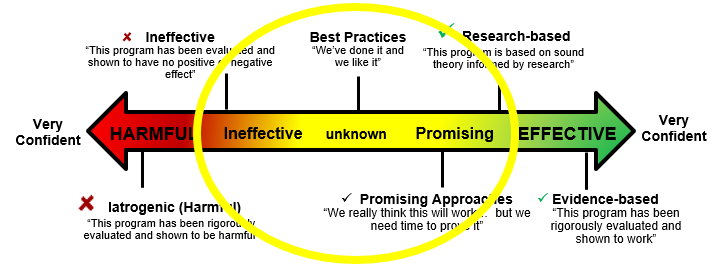 Ineffective
“This program has been evaluated and
shown to have no positive or negative
effect”
Best Practices
“We’ve done it and
we like it”
Research-based
“This program is based on sound
theory informed by research”
Very
Confident
HARMFUL
Ineffective
unknown
Promising
EFFECTIVE
Very
Confident
Iatrogenic (Harmful)
“This program has been rigorously
evaluated and shown to be harmful
Promising Approaches
“We really think this will work… but we
need time to prove it”
Evidence-based
“This program has been
rigorously evaluated and
shown to work”